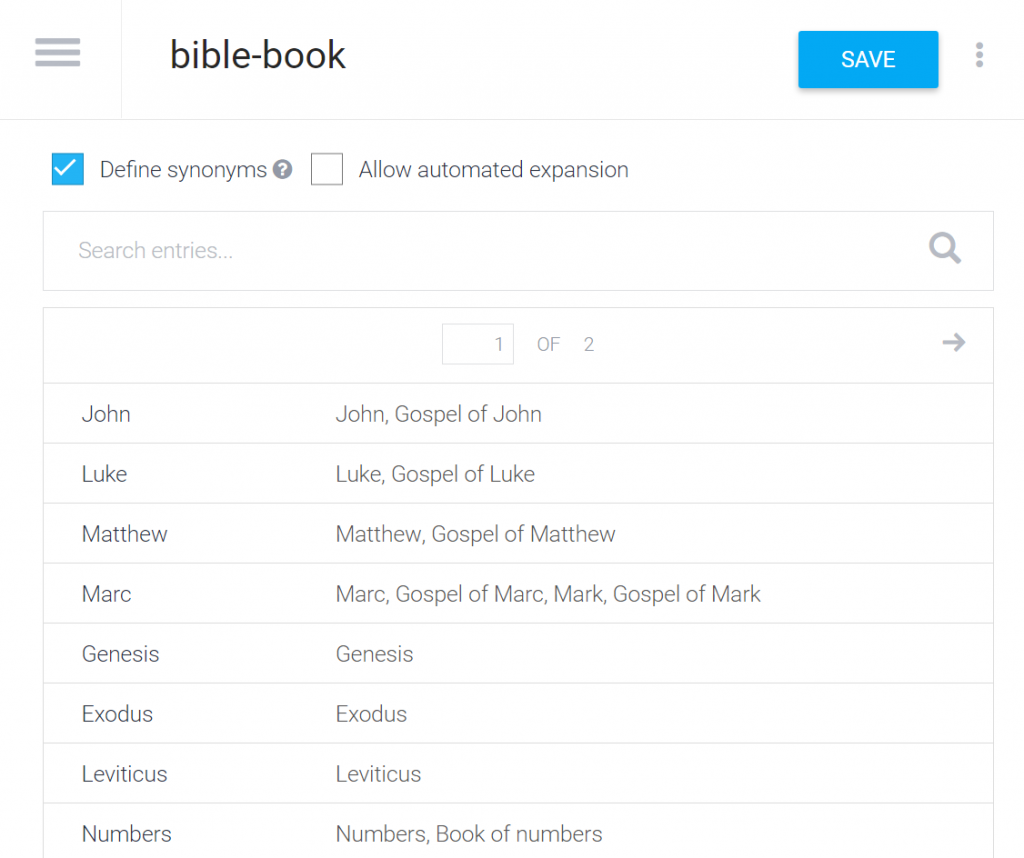 bible-book SAVE
Define synonyms ? Allow automated expansion
Search entries...
1 OF 2
John John, Gospel of John
Luke Luke, Gospel of Luke
Matthew Matthew, Gospel of Matthew
Marc Marc, Gospel of Marc, Mark, Gospel of Mark
Genesis Genesis
Exodus Exodus
Leviticus Leviticus
Numbers Numbers, Book of numbers